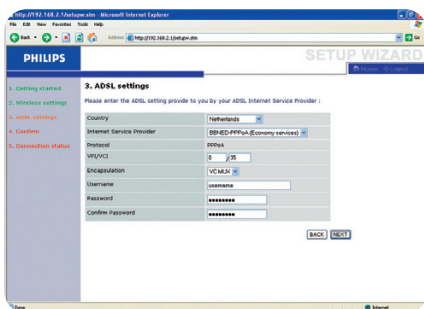 http://192.168.2.1/setupw.stm - Microsoft Internet Explorer
File Edit View Favorites Tools Help
Back
Address http://192.168.2.1/setupw.stm Go
PHILIPS
SETUP WIZARD
Home Logout
1. Getting started
2. Wireless settings
3. ADSL settings
4. Confirm
5. Connection status
3. ADSL settings
Please enter the ADSL setting provide to you by your ADSL Internet Service Provider :
Country Netherlands
Internet Service Provider BBNED-PPPoA (Economy services)
Protocol PPPoA
VPI/VCI 0 /35
Encapsulation VC MUX
Username username
Password ••••••••
Confirm Password ••••••••
BACK NEXT
Done Internet